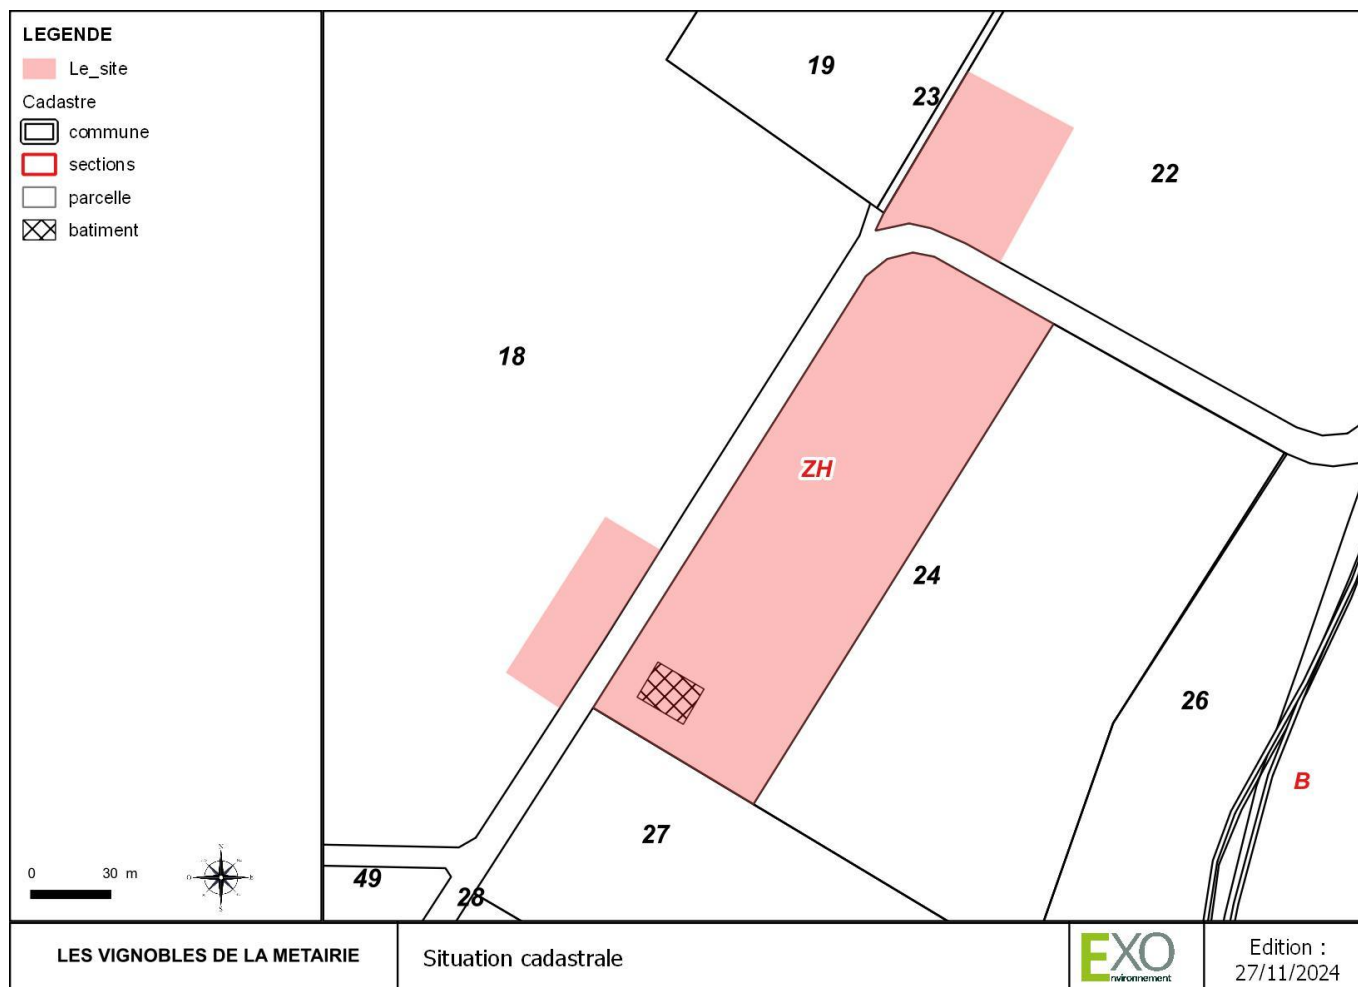 LEGENDE
Le_site
Cadastre
commune
sections
parcelle
batiment
0 30 m
N
S
19
23
22
18
ZH
24
26
B
27
49
28
LES VIGNOBLES DE LA METAIRIE
Situation cadastrale
EXO
nvironnement
Edition :
27/11/2024